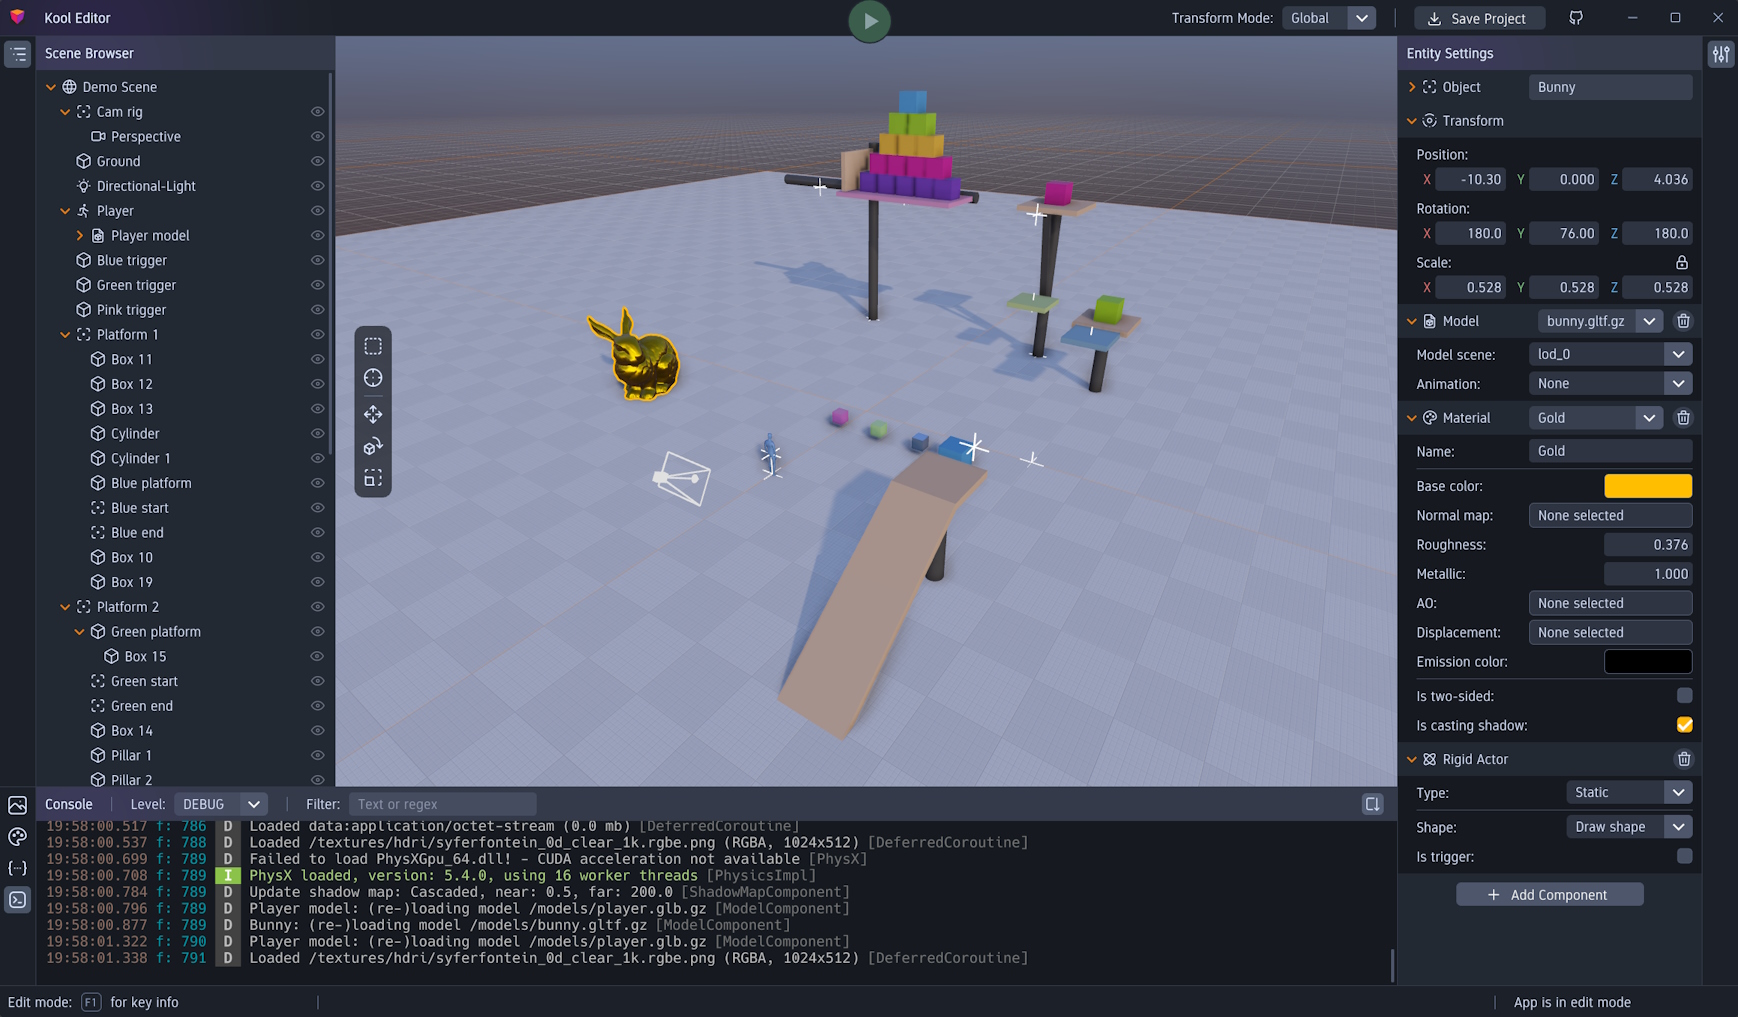 Kool Editor
Transform Mode: Global
Save Project
Scene Browser
Demo Scene
Cam rig
Perspective
Ground
Directional-Light
Player
Player model
Blue trigger
Green trigger
Pink trigger
Platform 1
Box 11
Box 12
Box 13
Cylinder
Cylinder 1
Blue platform
Blue start
Blue end
Box 10
Box 19
Platform 2
Green platform
Box 15
Green start
Green end
Box 14
Pillar 1
Pillar 2
Entity Settings
Object Bunny
Transform
Position:
X -10.30 Y 0.000 Z 4.036
Rotation:
X 180.0 Y 76.00 Z 180.0
Scale:
X 0.528 Y 0.528 Z 0.528
Model bunny.gltf.gz
Model scene: lod_0
Animation: None
Material Gold
Name: Gold
Base color:
Normal map: None selected
Roughness: 0.376
Metallic: 1.000
AO: None selected
Displacement: None selected
Emission color:
Is two-sided:
Is casting shadow:
Rigid Actor
Type: Static
Shape: Draw shape
Is trigger:
+ Add Component
Console Level: DEBUG Filter: Text or regex
19:58:00.517 f: 786 D Loaded data:application/octet-stream (0.0 mb) [DeferredCoroutine]
19:58:00.537 f: 788 D Loaded /textures/hdri/syferfontein_0d_clear_1k.rgbe.png (RGBA, 1024x512) [DeferredCoroutine]
19:58:00.699 f: 789 D Failed to load PhysXGpu_64.dll! - CUDA acceleration not available [PhysX]
19:58:00.708 f: 789 I PhysX loaded, version: 5.4.0, using 16 worker threads [PhysicsImpl]
19:58:00.784 f: 789 D Update shadow map: Cascaded, near: 0.5, far: 200.0 [ShadowMapComponent]
19:58:00.796 f: 789 D Player model: (re-)loading model /models/player.glb.gz [ModelComponent]
19:58:00.877 f: 789 D Bunny: (re-)loading model /models/bunny.gltf.gz [ModelComponent]
19:58:01.322 f: 790 D Player model: (re-)loading model /models/player.glb.gz [ModelComponent]
19:58:01.338 f: 791 D Loaded /textures/hdri/syferfontein_0d_clear_1k.rgbe.png (RGBA, 1024x512) [DeferredCoroutine]
Edit mode: F1 for key info
App is in edit mode